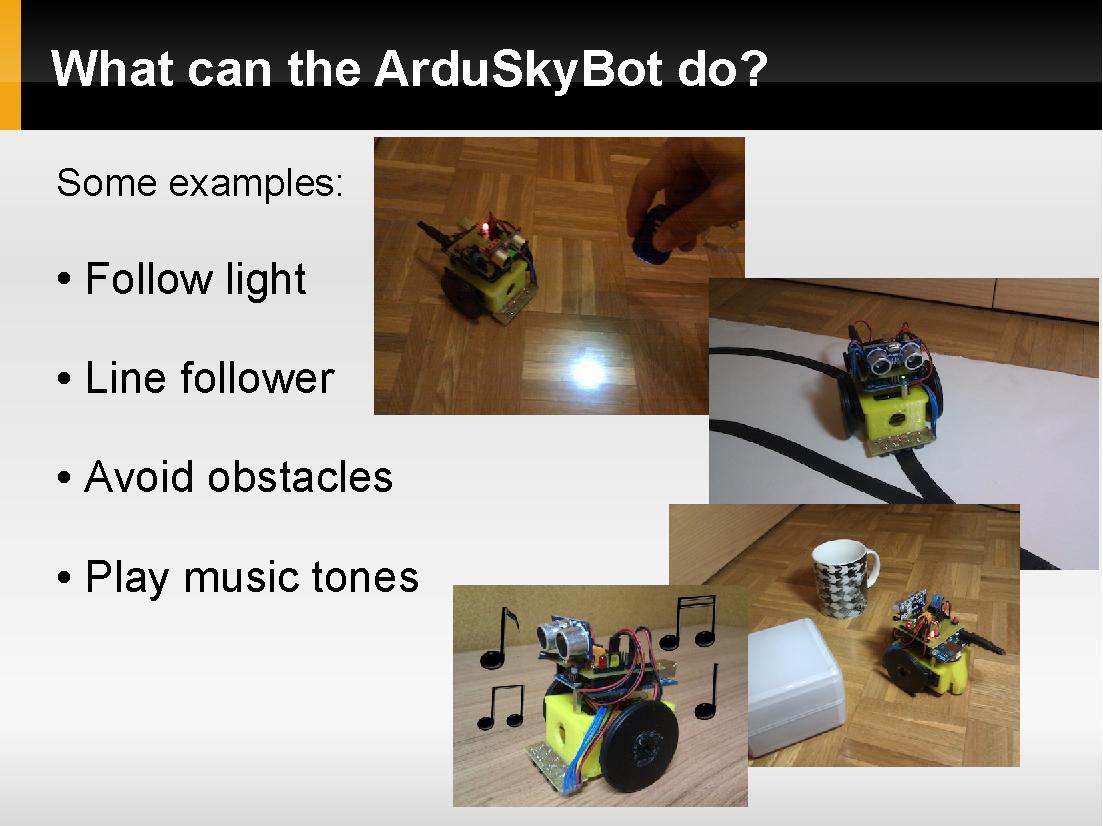 What can the ArduSkyBot do?
Some examples:
• Follow light
• Line follower
• Avoid obstacles
• Play music tones